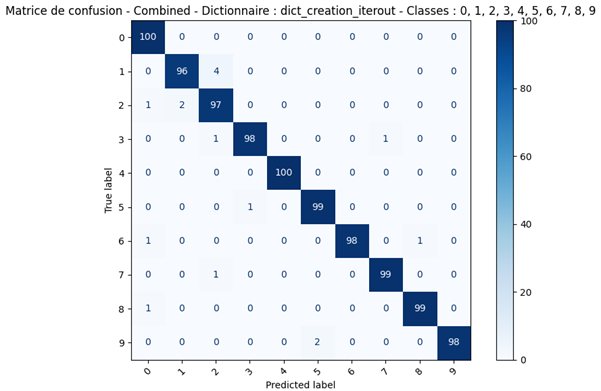 Matrice de confusion - Combined - Dictionnaire : dict_creation_iterout - Classes : 0, 1, 2, 3, 4, 5, 6, 7, 8, 9
0 100 0 0 0 0 0 0 0 0 0
1 0 96 4 0 0 0 0 0 0 0
2 1 2 97 0 0 0 0 0 0 0
3 0 0 1 98 0 0 0 1 0 0
4 0 0 0 0 100 0 0 0 0 0
5 0 0 0 1 0 99 0 0 0 0
6 1 0 0 0 0 0 98 0 1 0
7 0 0 1 0 0 0 0 99 0 0
8 1 0 0 0 0 0 0 0 99 0
9 0 0 0 0 0 2 0 0 0 98
0 1 2 3 4 5 6 7 8 9
True label
Predicted label
100
80
60
40
20
0